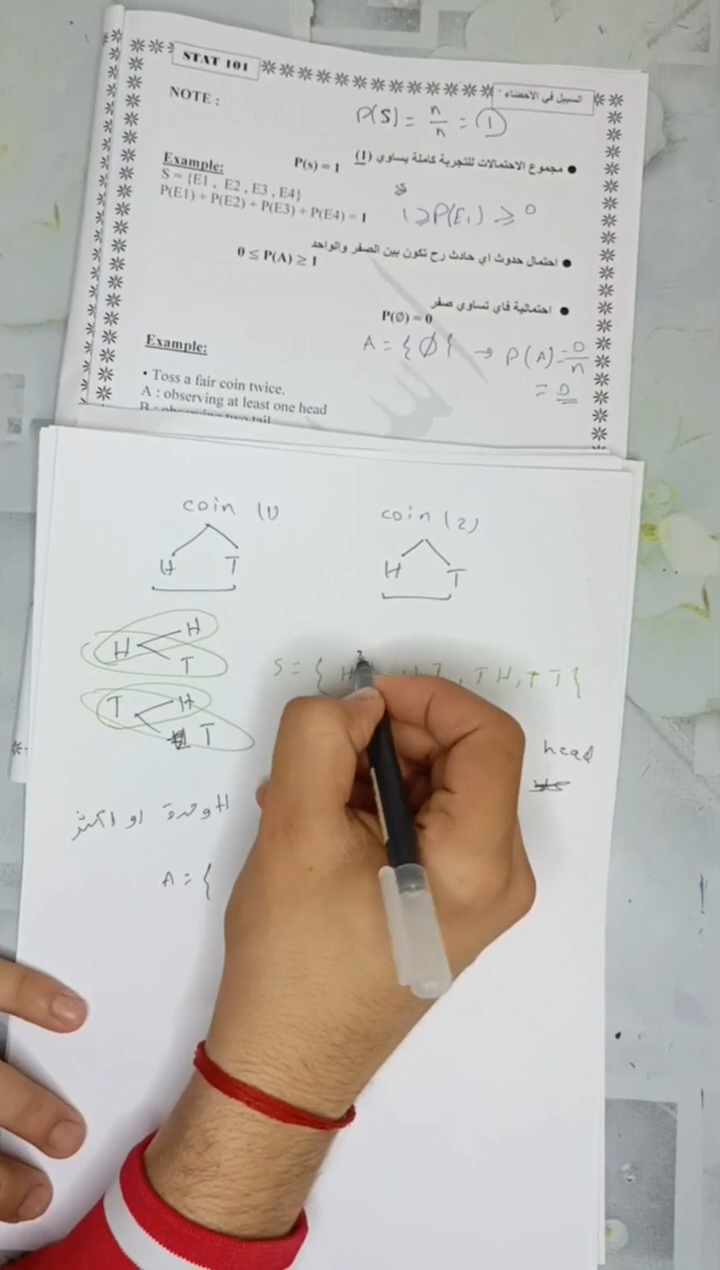 STAT 101
السبيل في الاحصاء
NOTE :
P(S) = n/n = 1
● مجموع الاحتمالات للتجربة كاملة يساوي (1)
P(s) = 1
Example:
S = {E1 , E2 , E3 , E4}
P(E1) + P(E2) + P(E3) + P(E4) = 1
1 ≥ P(E1) ≥ 0
● احتمال حدوث اي حادث رح تكون بين الصفر والواحد
0 ≤ P(A) ≥ 1
● احتمالية فاي تساوي صفر
P(∅) = 0
A = {∅} → P(A) = 0/n
= 0
Example:
• Toss a fair coin twice.
A : observing at least one head
coin (1)
coin (2)
H T
H T
H H
T
S = { H , TH, TT {
T H
T
head
H وحدة او اكثر
A = {